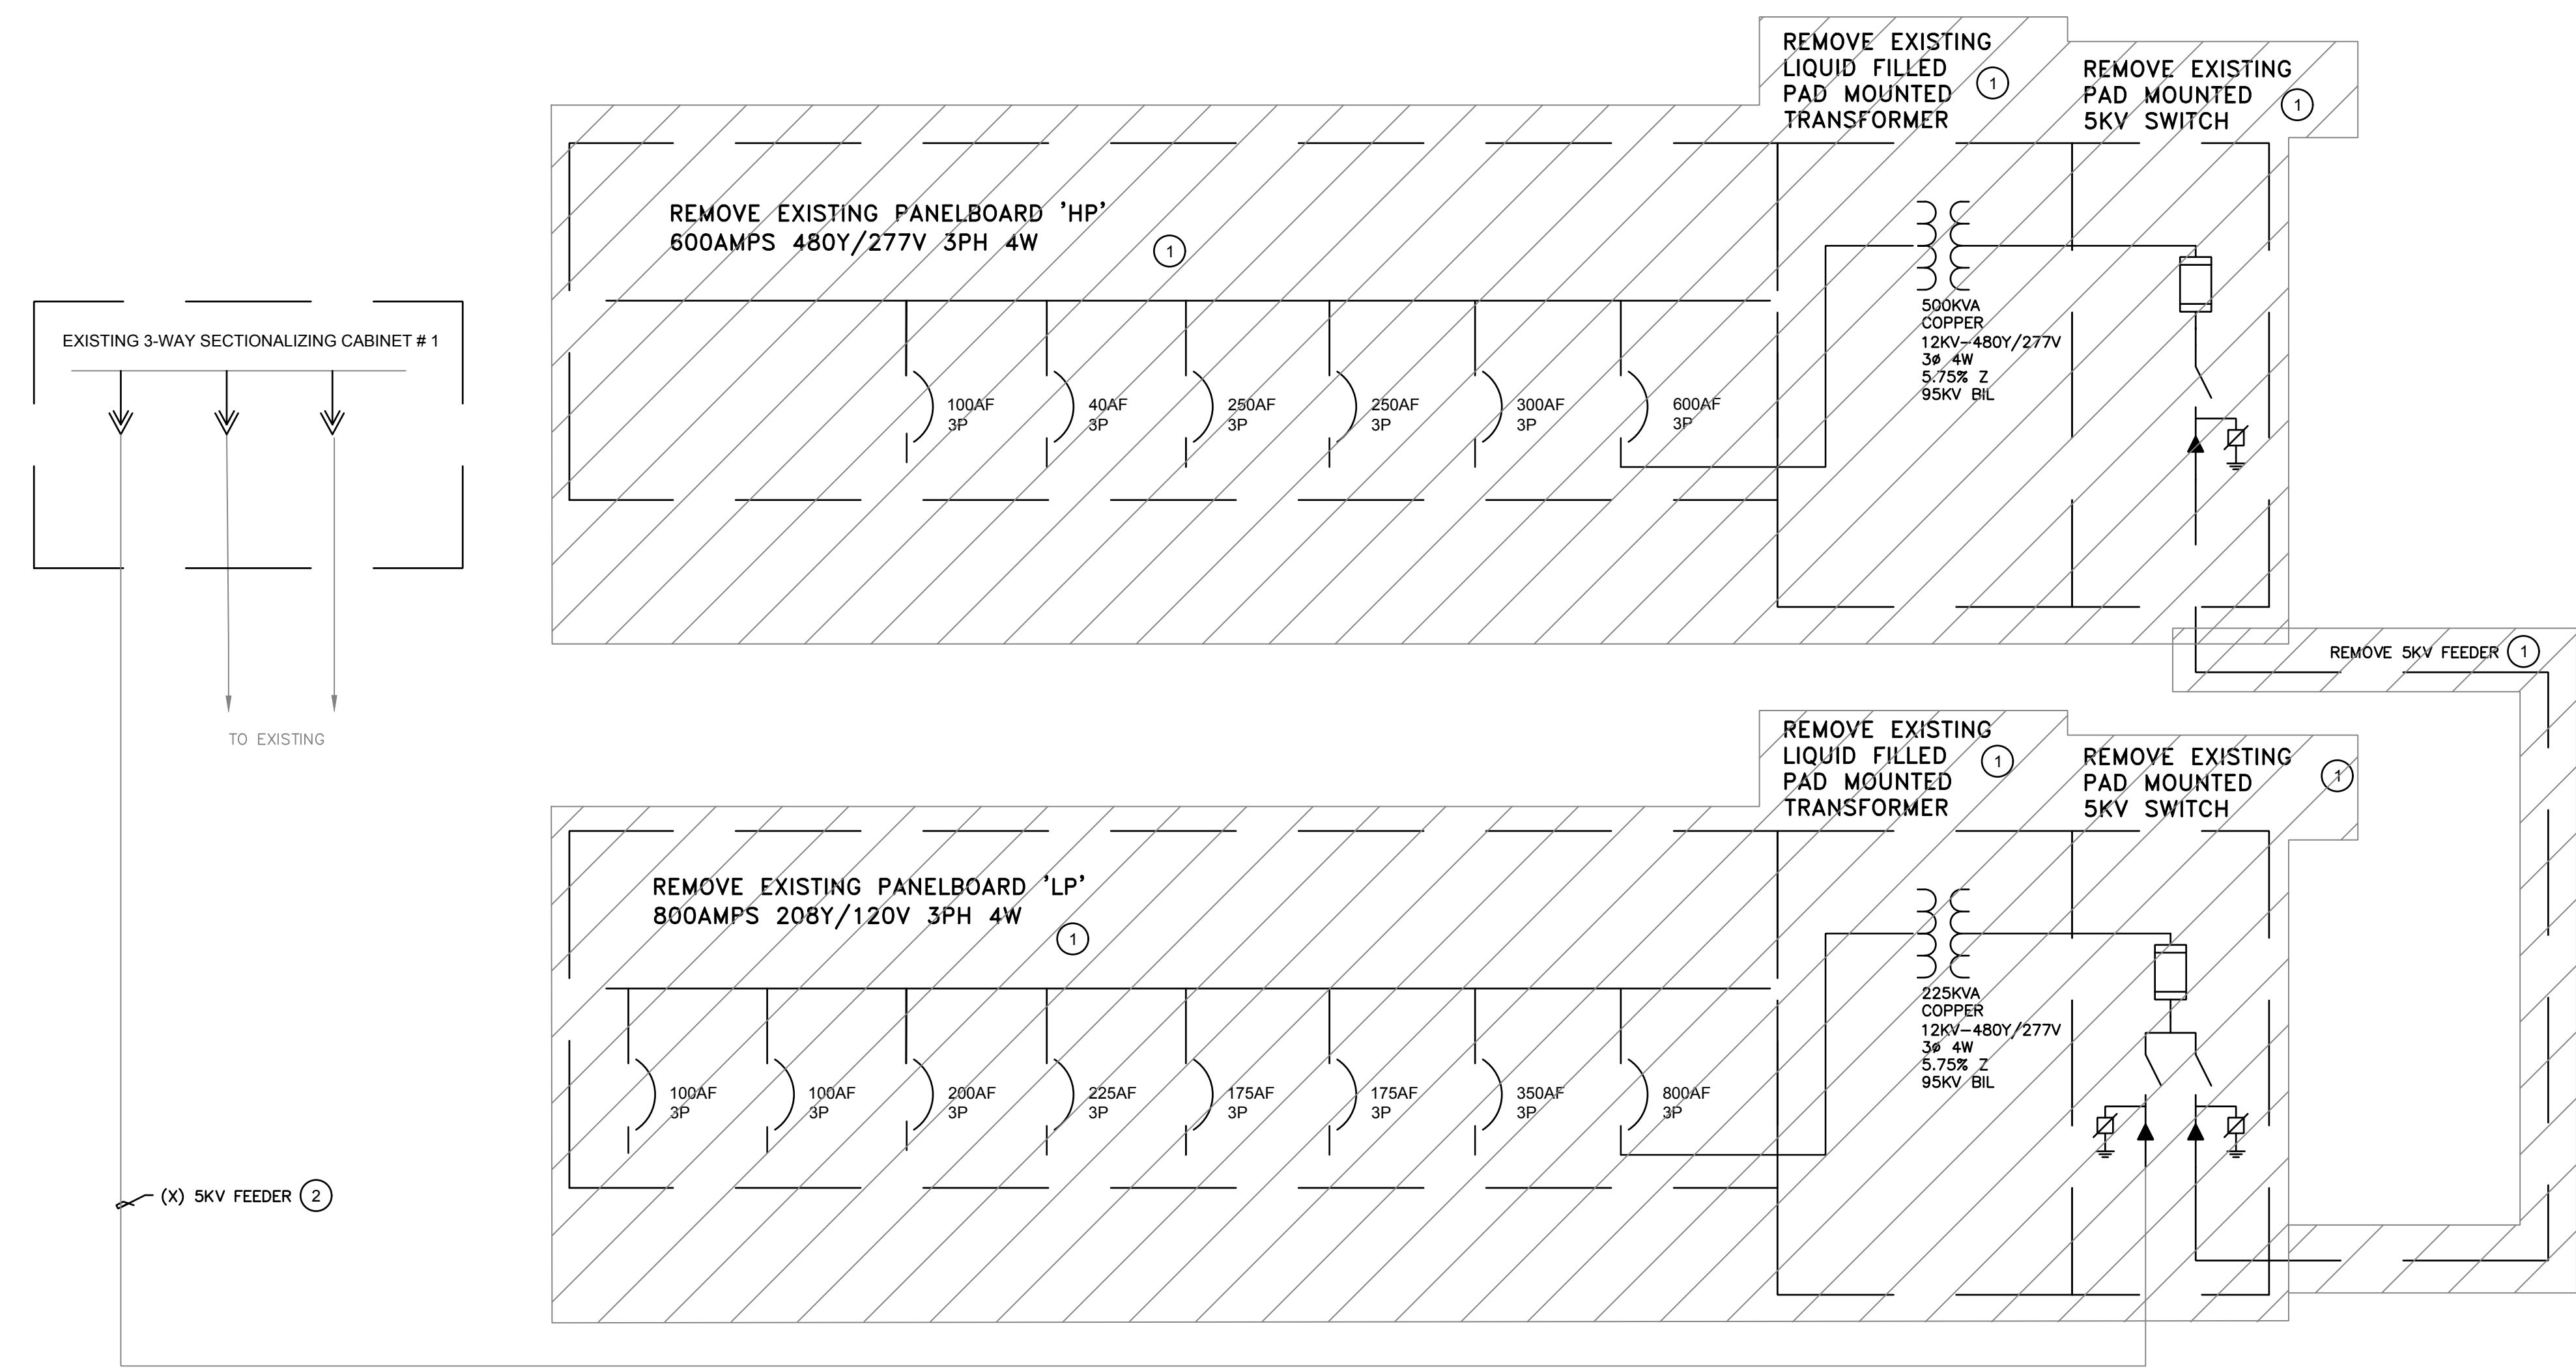 REMOVE EXISTING
LIQUID FILLED
PAD MOUNTED
TRANSFORMER
1
REMOVE EXISTING
PAD MOUNTED
5KV SWITCH
1
REMOVE EXISTING PANELBOARD 'HP'
600AMPS 480Y/277V 3PH 4W
1
EXISTING 3-WAY SECTIONALIZING CABINET # 1
500KVA
COPPER
12KV-480Y/277V
3ø 4W
5.75% Z
95KV BIL
100AF
3P
40AF
3P
250AF
3P
250AF
3P
300AF
3P
600AF
3P
REMOVE 5KV FEEDER 1
TO EXISTING
REMOVE EXISTING
LIQUID FILLED
PAD MOUNTED
TRANSFORMER
1
REMOVE EXISTING
PAD MOUNTED
5KV SWITCH
1
REMOVE EXISTING PANELBOARD 'LP'
800AMPS 208Y/120V 3PH 4W
1
225KVA
COPPER
12KV-480Y/277V
3ø 4W
5.75% Z
95KV BIL
100AF
3P
100AF
3P
200AF
3P
225AF
3P
175AF
3P
175AF
3P
350AF
3P
800AF
3P
(X) 5KV FEEDER 2